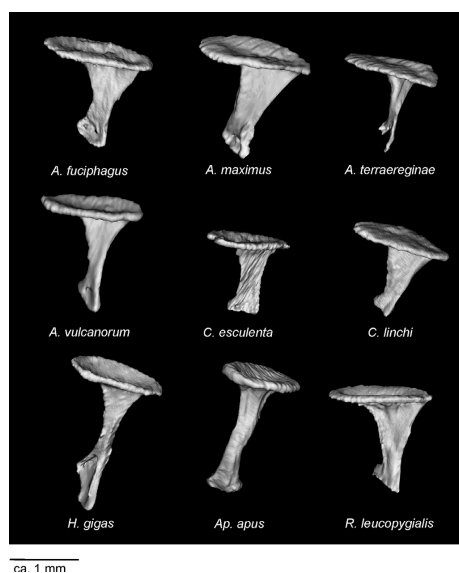 A. fuciphagus A. maximus A. terraereginae
A. vulcanorum C. esculenta C. linchi
H. gigas Ap. apus R. leucopygialis
ca. 1 mm